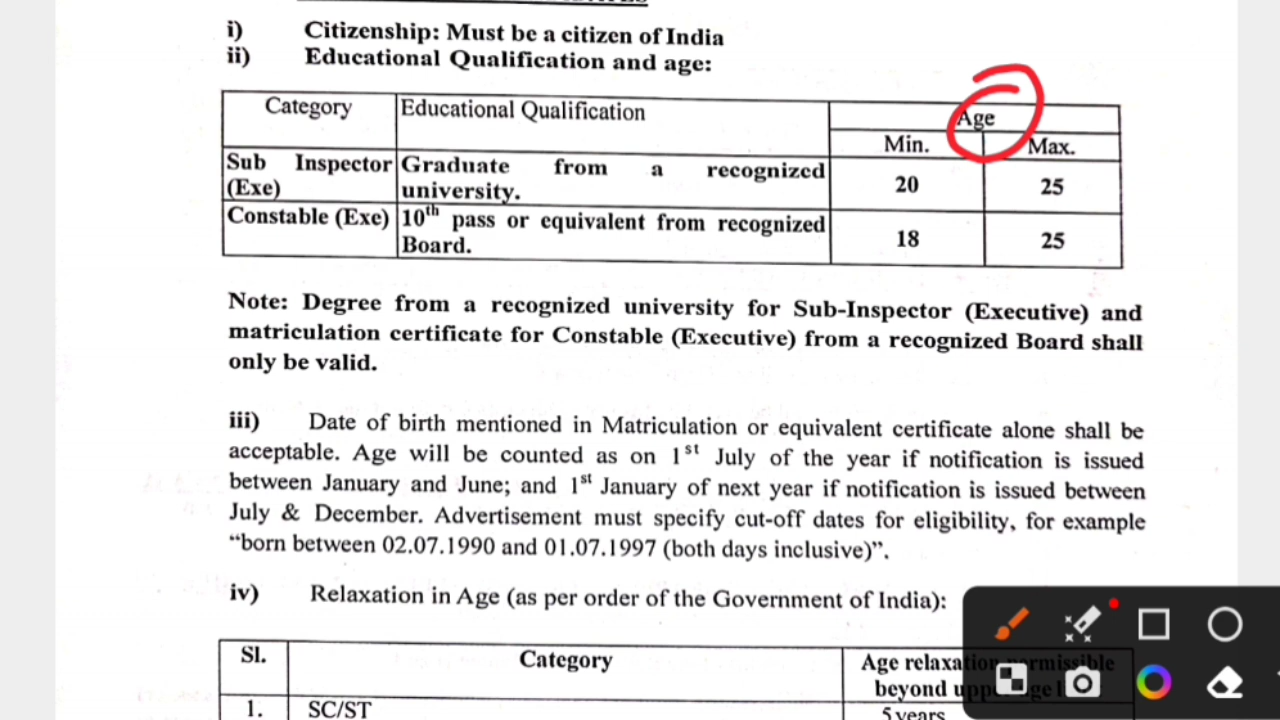 i) Citizenship: Must be a citizen of India
ii) Educational Qualification and age:
Category Educational Qualification Age
Min. Max.
Sub Inspector Graduate from a recognized
(Exe) university. 20 25
Constable (Exe) 10th pass or equivalent from recognized
Board. 18 25
Note: Degree from a recognized university for Sub-Inspector (Executive) and
matriculation certificate for Constable (Executive) from a recognized Board shall
only be valid.
iii) Date of birth mentioned in Matriculation or equivalent certificate alone shall be
acceptable. Age will be counted as on 1st July of the year if notification is issued
between January and June; and 1st January of next year if notification is issued between
July & December. Advertisement must specify cut-off dates for eligibility, for example
“born between 02.07.1990 and 01.07.1997 (both days inclusive)”.
iv) Relaxation in Age (as per order of the Government of India):
Sl. Category Age relaxation permissible
beyond upper age
1. SC/ST 5 years